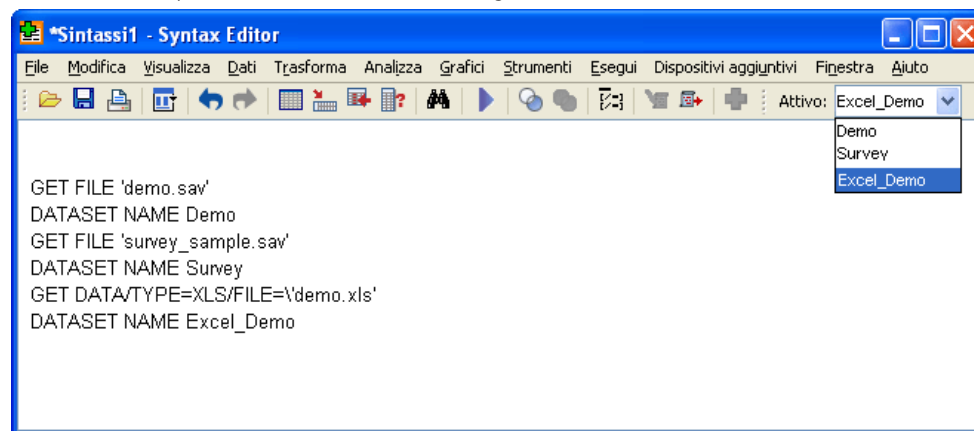 *Sintassi1 - Syntax Editor
File Modifica Visualizza Dati Trasforma Analizza Grafici Strumenti Esegui Dispositivi aggiuntivi Finestra Aiuto
Attivo: Excel_Demo
Demo
Survey
Excel_Demo
GET FILE 'demo.sav'
DATASET NAME Demo
GET FILE 'survey_sample.sav'
DATASET NAME Survey
GET DATA/TYPE=XLS/FILE=\'demo.xls'
DATASET NAME Excel_Demo